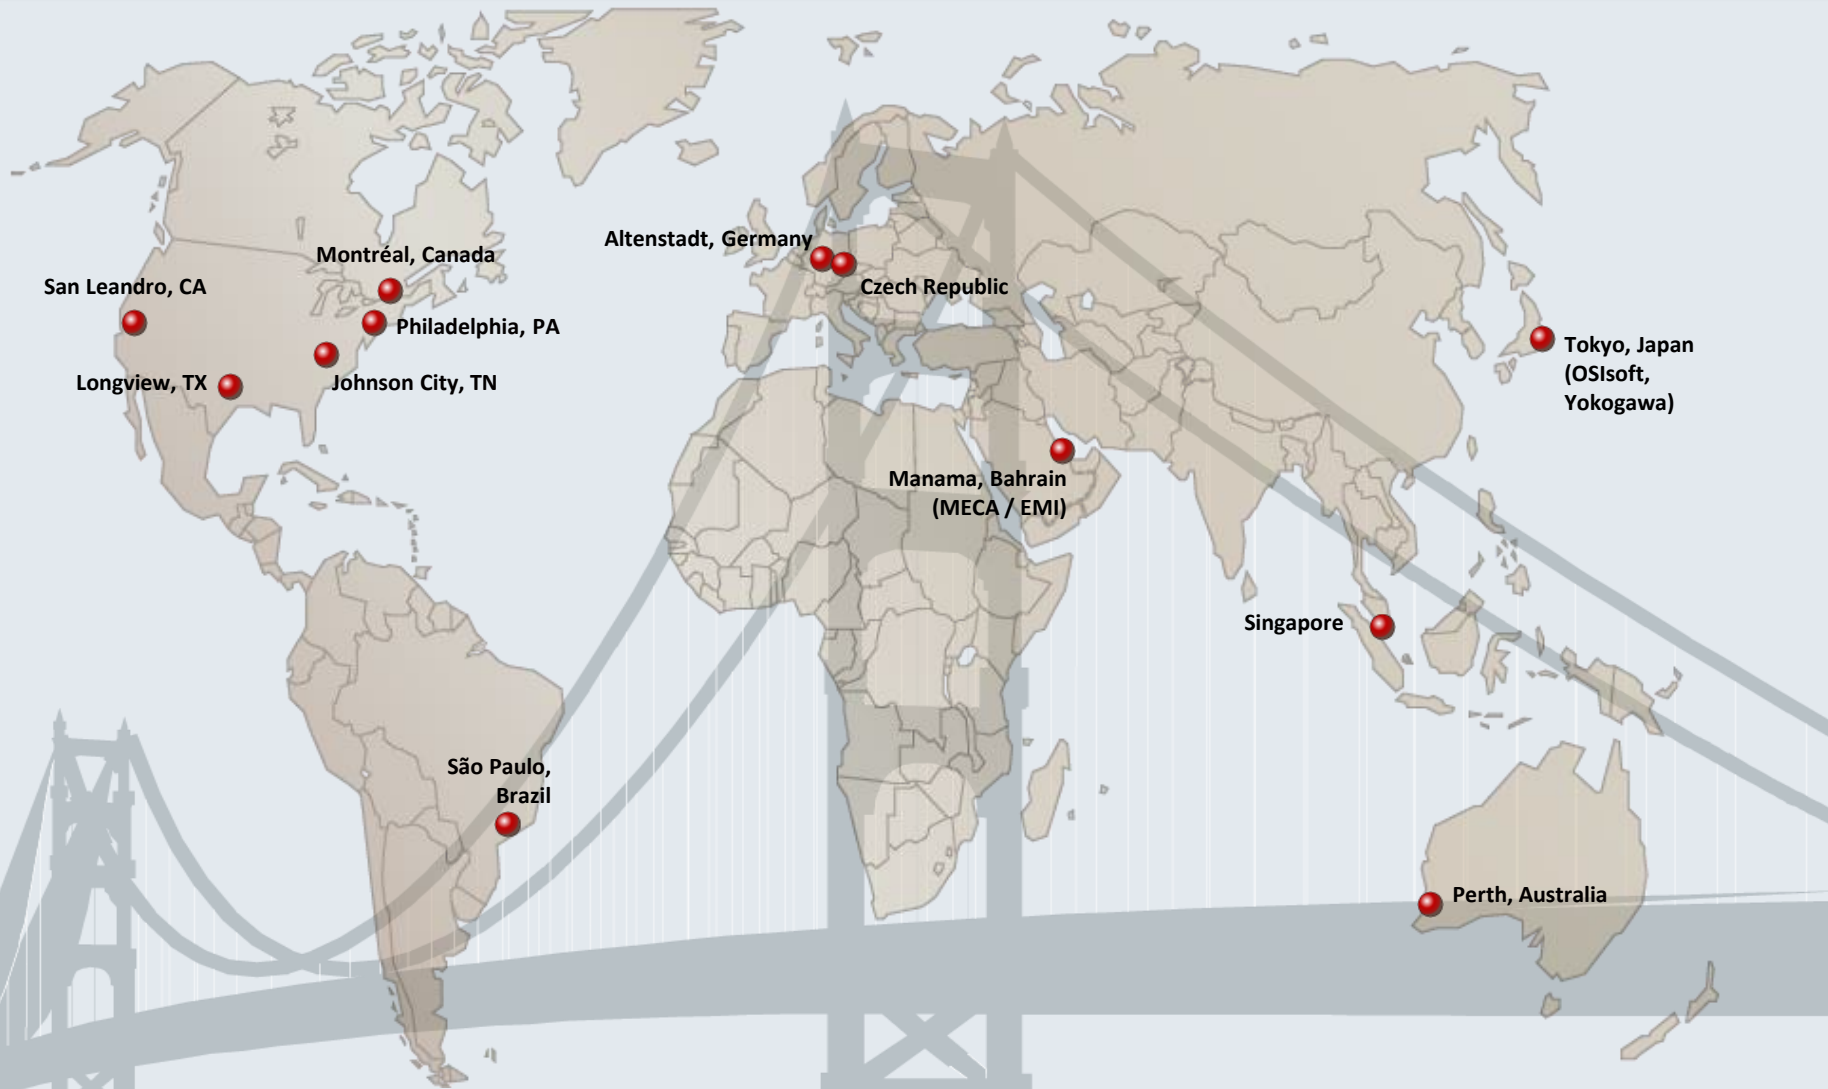 Altenstadt, Germany
Montréal, Canada
San Leandro, CA
Czech Republic
Philadelphia, PA
Tokyo, Japan
(OSIsoft,
Yokogawa)
Longview, TX
Johnson City, TN
Manama, Bahrain
(MECA / EMI)
Singapore
São Paulo,
Brazil
Perth, Australia